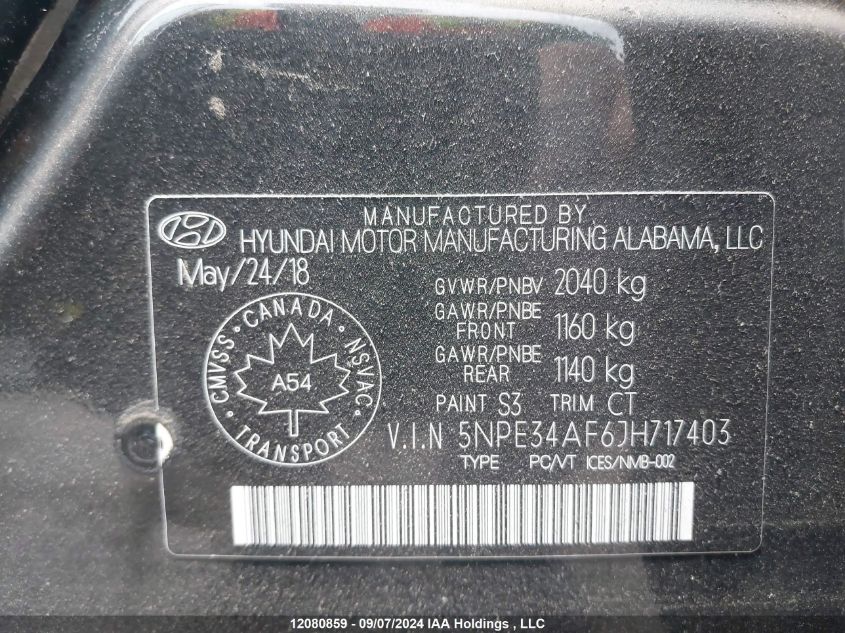 MANUFACTURED BY
HYUNDAI MOTOR MANUFACTURING ALABAMA, LLC
May/24/18
GVWR/PNBV 2040 kg
GAWR/PNBE FRONT 1160 kg
GAWR/PNBE REAR 1140 kg
PAINT S3 TRIM CT
V.I.N 5NPE34AF6JH717403
TYPE PC/VT ICES/NMB-002
CMVSS · CANADA · NSVAC · TRANSPORT ·
A54
12080859 - 09/07/2024 IAA Holdings , LLC